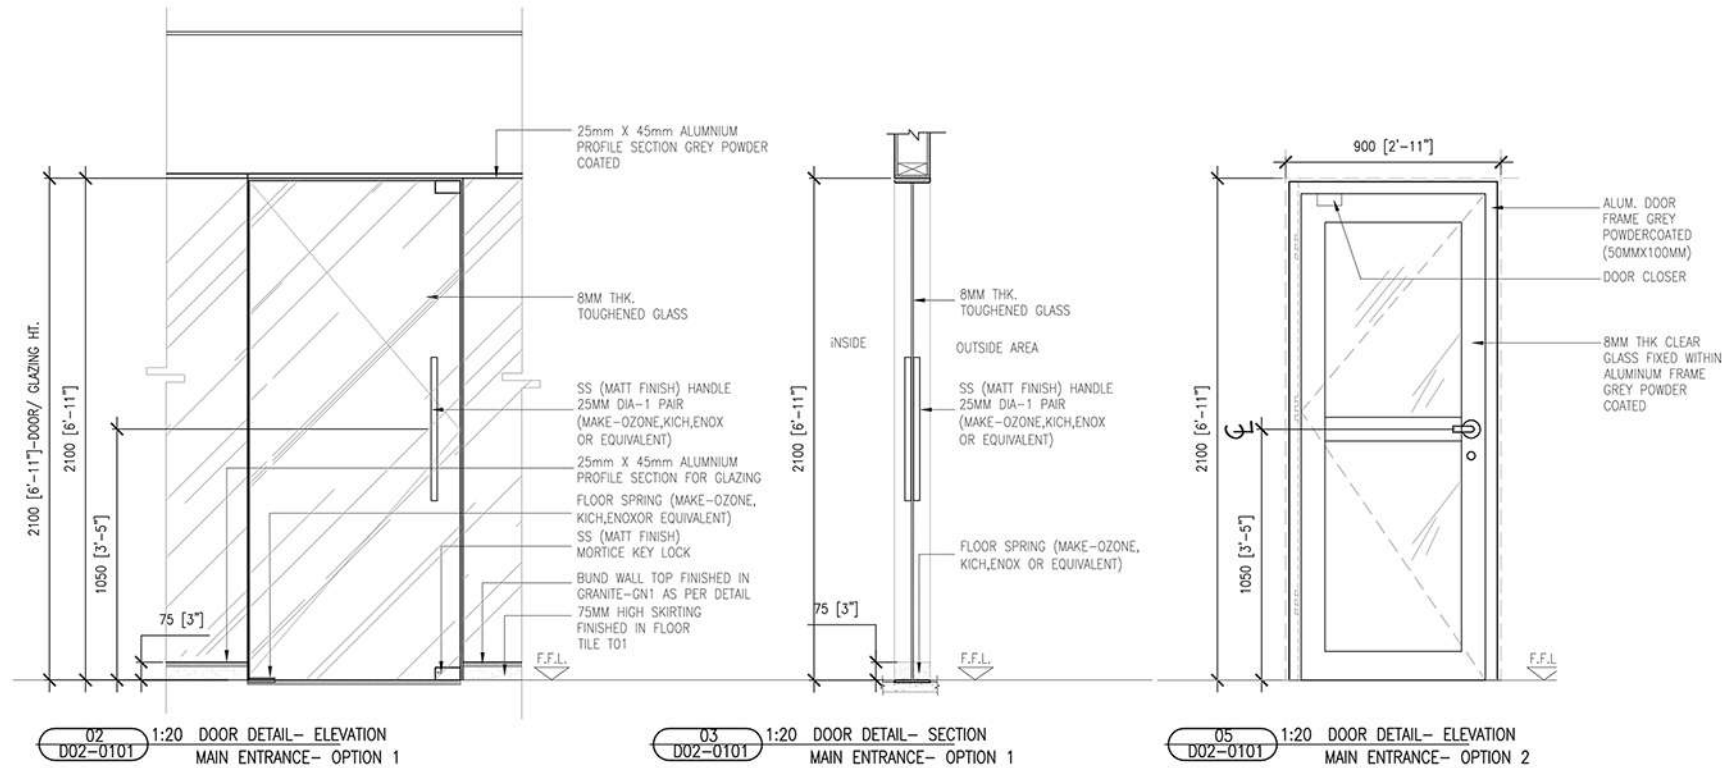 25mm X 45mm ALUMNIUM
PROFILE SECTION GREY POWDER
COATED
8MM THK.
TOUGHENED GLASS
SS (MATT FINISH) HANDLE
25MM DIA-1 PAIR
(MAKE-OZONE,KICH,ENOX
OR EQUIVALENT)
25mm X 45mm ALUMNIUM
PROFILE SECTION FOR GLAZING
FLOOR SPRING (MAKE-OZONE,
KICH,ENOXOR EQUIVALENT)
SS (MATT FINISH)
MORTICE KEY LOCK
BUND WALL TOP FINISHED IN
GRANITE-GN1 AS PER DETAIL
75MM HIGH SKIRTING
FINISHED IN FLOOR
TILE T01
2100 [6'-11"]-DOOR/ GLAZING HT.
2100 [6'-11"]
1050 [3'-5"]
75 [3"]
F.F.L.
02
D02-0101
1:20 DOOR DETAIL- ELEVATION
MAIN ENTRANCE- OPTION 1
2100 [6'-11"]
iNSIDE
OUTSIDE AREA
8MM THK.
TOUGHENED GLASS
SS (MATT FINISH) HANDLE
25MM DIA-1 PAIR
(MAKE-OZONE,KICH,ENOX
OR EQUIVALENT)
FLOOR SPRING (MAKE-OZONE,
KICH,ENOX OR EQUIVALENT)
75 [3"]
F.F.L.
03
D02-0101
1:20 DOOR DETAIL- SECTION
MAIN ENTRANCE- OPTION 1
900 [2'-11"]
2100 [6'-11"]
1050 [3'-5"]
ALUM. DOOR
FRAME GREY
POWDERCOATED
(50MMX100MM)
DOOR CLOSER
8MM THK CLEAR
GLASS FIXED WITHIN
ALUMINUM FRAME
GREY POWDER
COATED
F.F.L
05
D02-0101
1:20 DOOR DETAIL- ELEVATION
MAIN ENTRANCE- OPTION 2